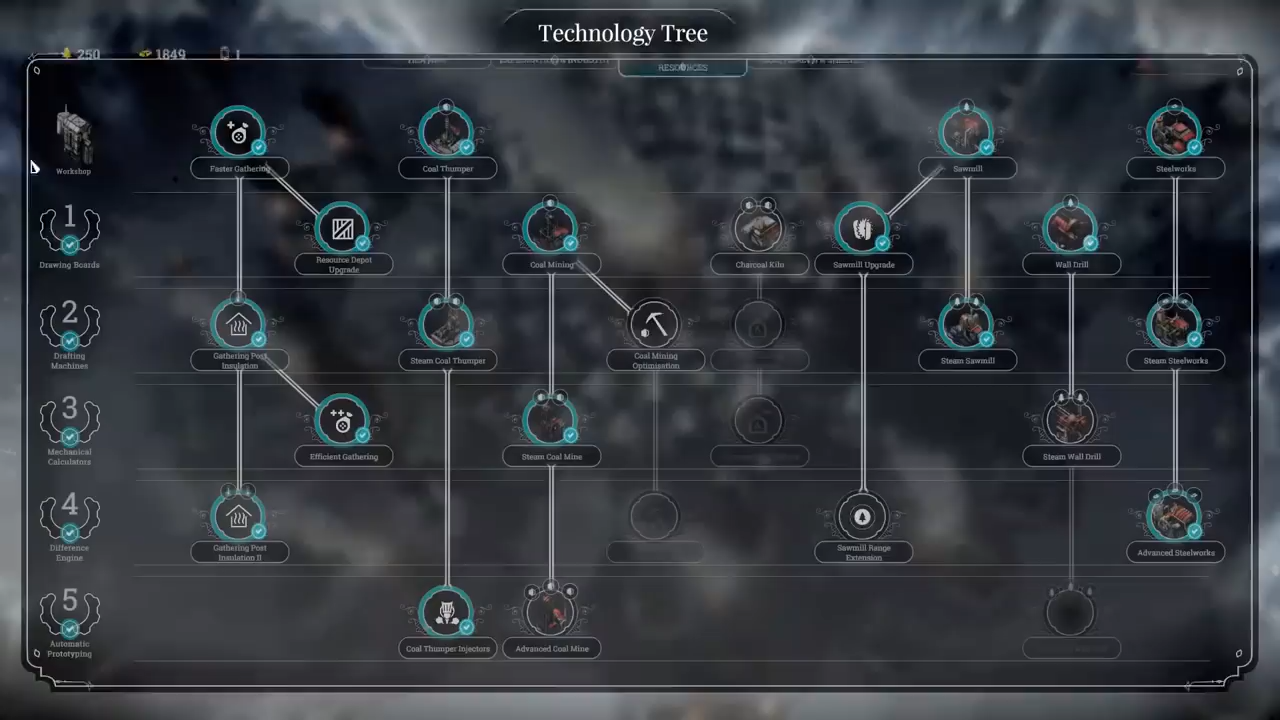 Technology Tree
250
1849
1
RESOURCES
Workshop
Faster Gathering
Coal Thumper
Sawmill
Steelworks
1
Drawing Boards
Resource Depot
Upgrade
Coal Mining
Charcoal Kiln
Sawmill Upgrade
Wall Drill
2
Drafting
Machines
Gathering Post
Insulation
Steam Coal Thumper
Coal Mining
Optimisation
Steam Sawmill
Steam Steelworks
3
Mechanical
Calculators
Efficient Gathering
Steam Coal Mine
Steam Wall Drill
4
Difference
Engine
Gathering Post
Insulation II
Sawmill Range
Extension
Advanced Steelworks
5
Automatic
Prototyping
Coal Thumper Injectors
Advanced Coal Mine